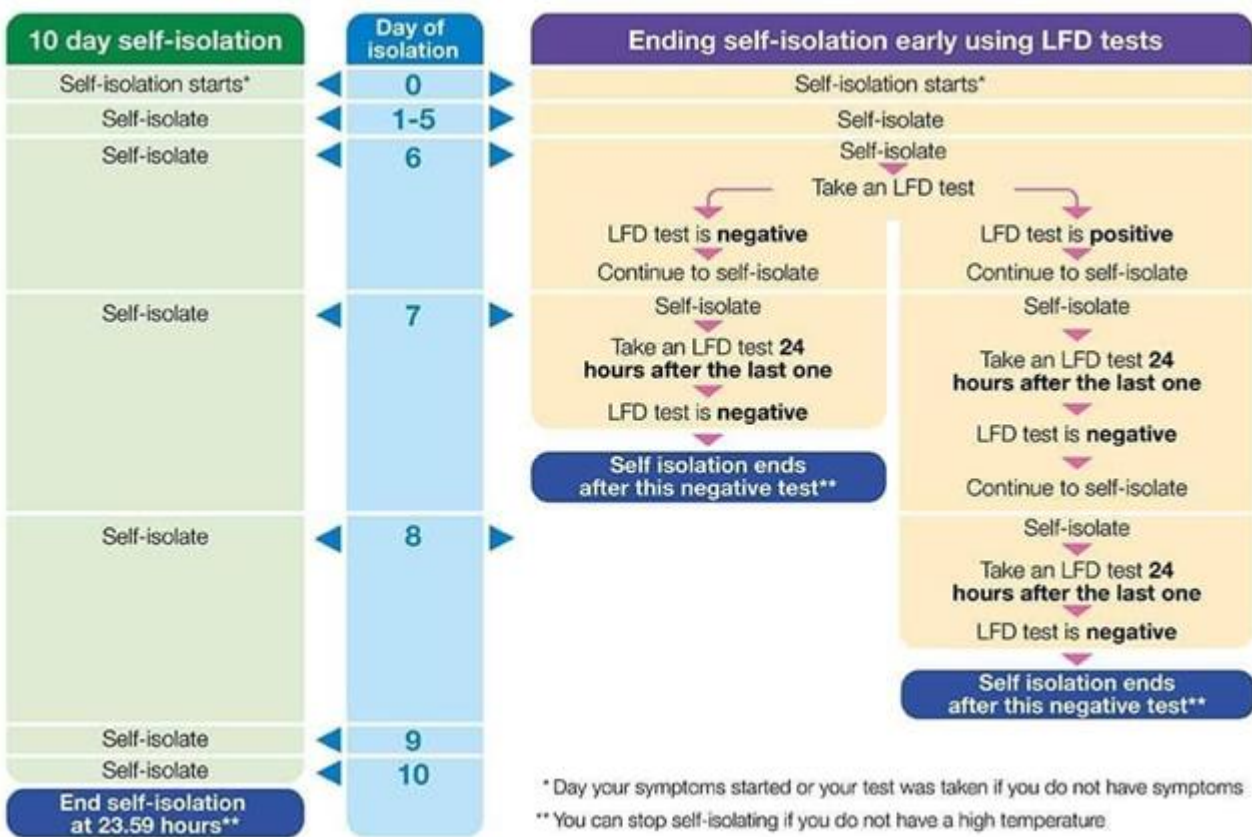 10 day self-isolation
Day of
isolation
Ending self-isolation early using LFD tests
Self-isolation starts*
0
Self-isolation starts*
Self-isolate
1-5
Self-isolate
Self-isolate
6
Self-isolate
Take an LFD test
LFD test is negative
LFD test is positive
Continue to self-isolate
Continue to self-isolate
Self-isolate
7
Self-isolate
Take an LFD test 24
hours after the last one
LFD test is negative
Self isolation ends
after this negative test**
Self-isolate
Take an LFD test 24
hours after the last one
LFD test is negative
Continue to self-isolate
Self-isolate
8
Self-isolate
Take an LFD test 24
hours after the last one
LFD test is negative
Self isolation ends
after this negative test**
Self-isolate
9
Self-isolate
10
End self-isolation
at 23.59 hours**
* Day your symptoms started or your test was taken if you do not have symptoms
** You can stop self-isolating if you do not have a high temperature